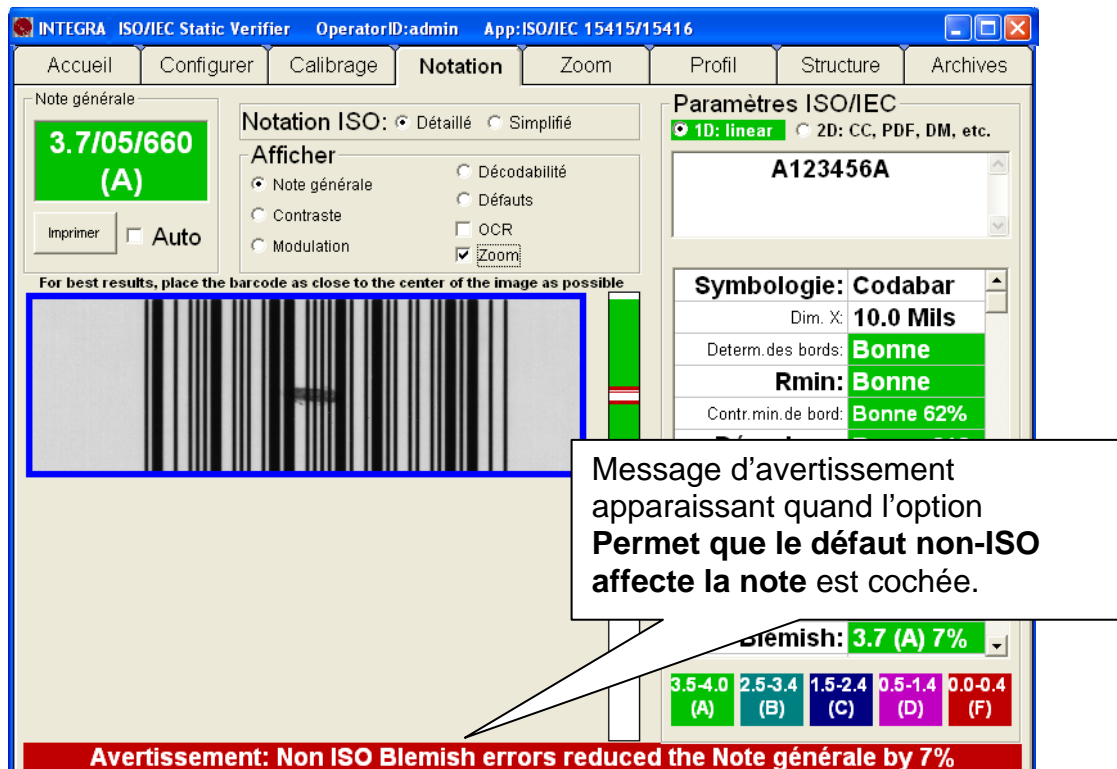 INTEGRA ISO/IEC Static Verifier OperatorID:admin App:ISO/IEC 15415/15416
Accueil Configurer Calibrage Notation Zoom Profil Structure Archives
Note générale
3.7/05/660
(A)
Imprimer Auto
Notation ISO: Détaillé Simplifié
Afficher
Note générale
Contraste
Modulation
Décodabilité
Défauts
OCR
Zoom
For best results, place the barcode as close to the center of the image as possible
Paramètres ISO/IEC
1D: linear 2D: CC, PDF, DM, etc.
A123456A
Symbologie: Codabar
Dim. X: 10.0 Mils
Determ.des bords: Bonne
Rmin: Bonne
Contr.min.de bord: Bonne 62%
Message d’avertissement
apparaissant quand l’option
Permet que le défaut non-ISO
affecte la note est cochée.
Blemish: 3.7 (A) 7%
3.5-4.0 2.5-3.4 1.5-2.4 0.5-1.4 0.0-0.4
(A) (B) (C) (D) (F)
Avertissement: Non ISO Blemish errors reduced the Note générale by 7%